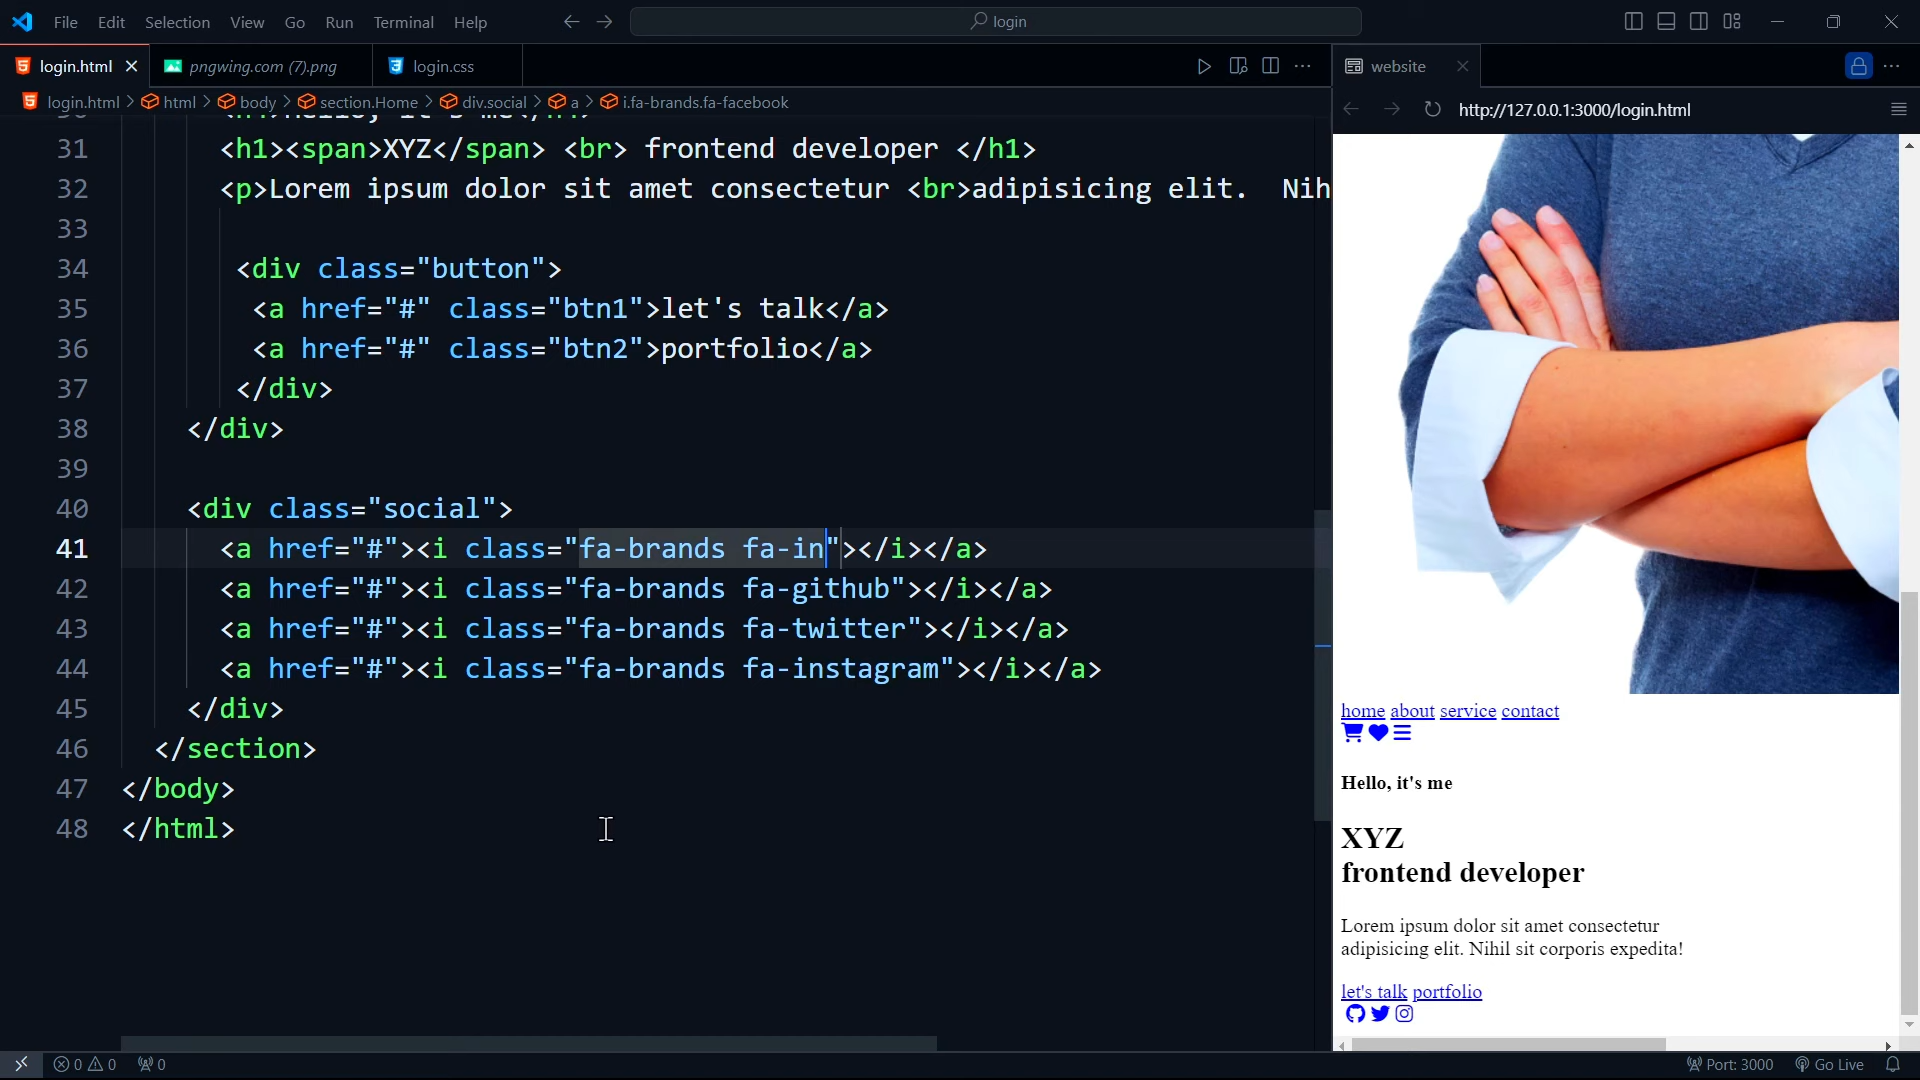 File Edit Selection View Go Run Terminal Help
login
login.html
pngwing.com (7).png
login.css
website
login.html > html > body > section.Home > div.social > a > i.fa-brands.fa-facebook
http://127.0.0.1:3000/login.html
31 <h1><span>XYZ</span> <br> frontend developer </h1>
32 <p>Lorem ipsum dolor sit amet consectetur <br>adipisicing elit.  Nih
33
34 <div class="button">
35 <a href="#" class="btn1">let's talk</a>
36 <a href="#" class="btn2">portfolio</a>
37 </div>
38 </div>
39
40 <div class="social">
41 <a href="#"><i class="fa-brands fa-in"></i></a>
42 <a href="#"><i class="fa-brands fa-github"></i></a>
43 <a href="#"><i class="fa-brands fa-twitter"></i></a>
44 <a href="#"><i class="fa-brands fa-instagram"></i></a>
45 </div>
46 </section>
47 </body>
48 </html>
home about service contact
Hello, it's me
XYZ
frontend developer
Lorem ipsum dolor sit amet consectetur
adipisicing elit. Nihil sit corporis expedita!
let's talk portfolio
0 0 0
Port: 3000 Go Live